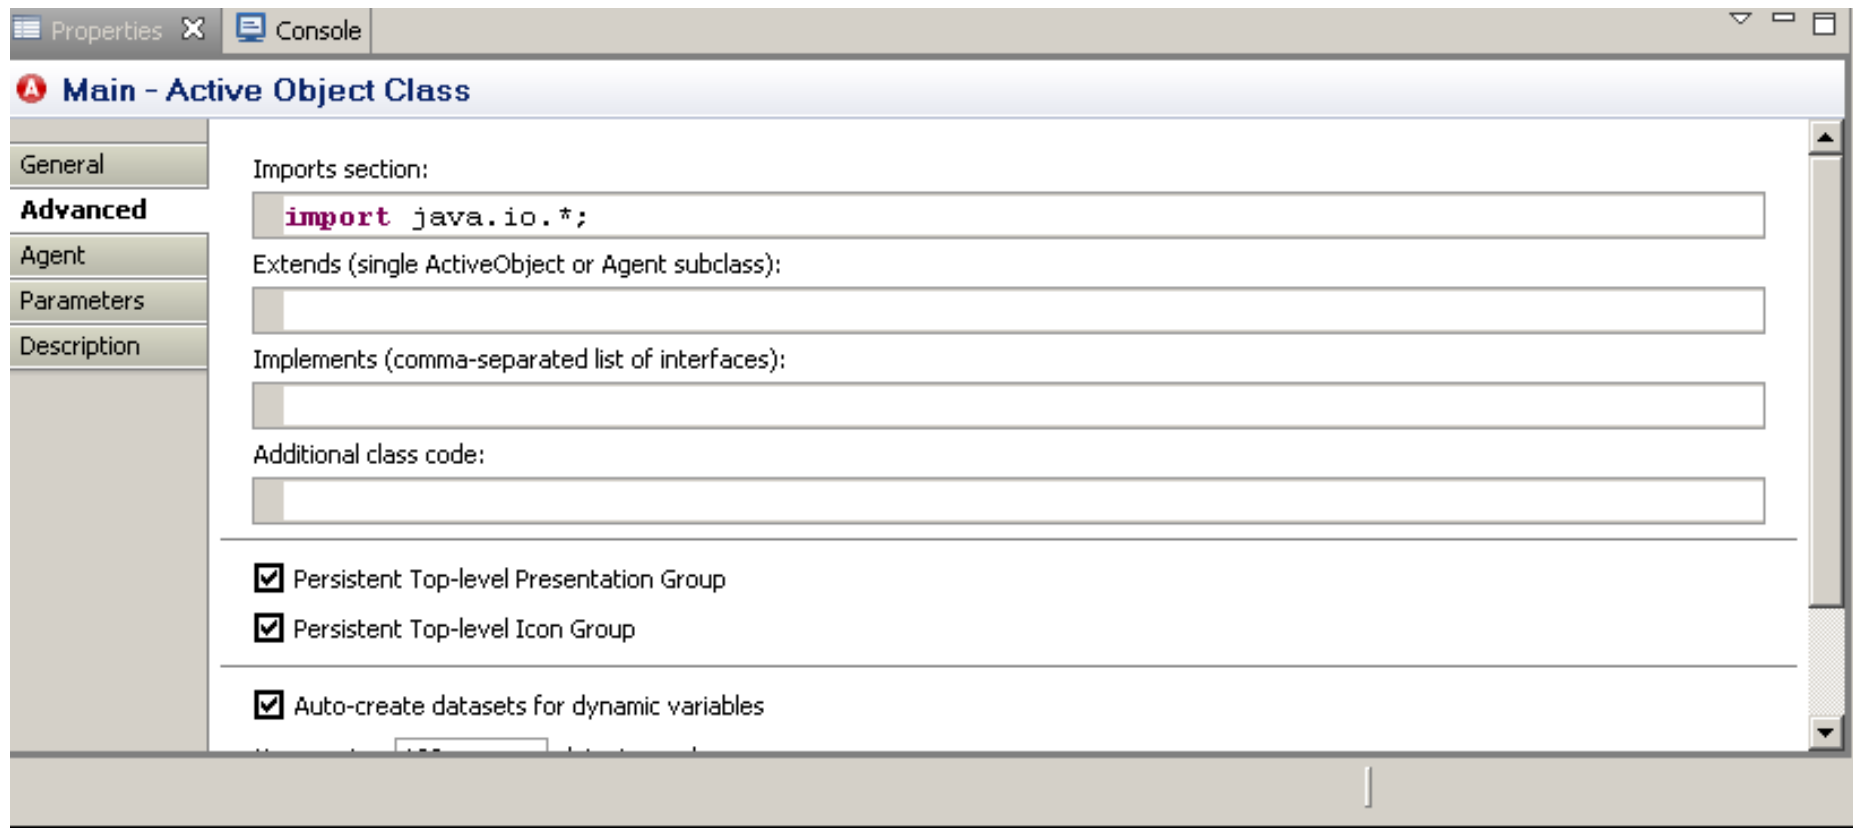 Properties Console
Main - Active Object Class
General
Advanced
Agent
Parameters
Description
Imports section:
import java.io.*;
Extends (single ActiveObject or Agent subclass):
Implements (comma-separated list of interfaces):
Additional class code:
Persistent Top-level Presentation Group
Persistent Top-level Icon Group
Auto-create datasets for dynamic variables